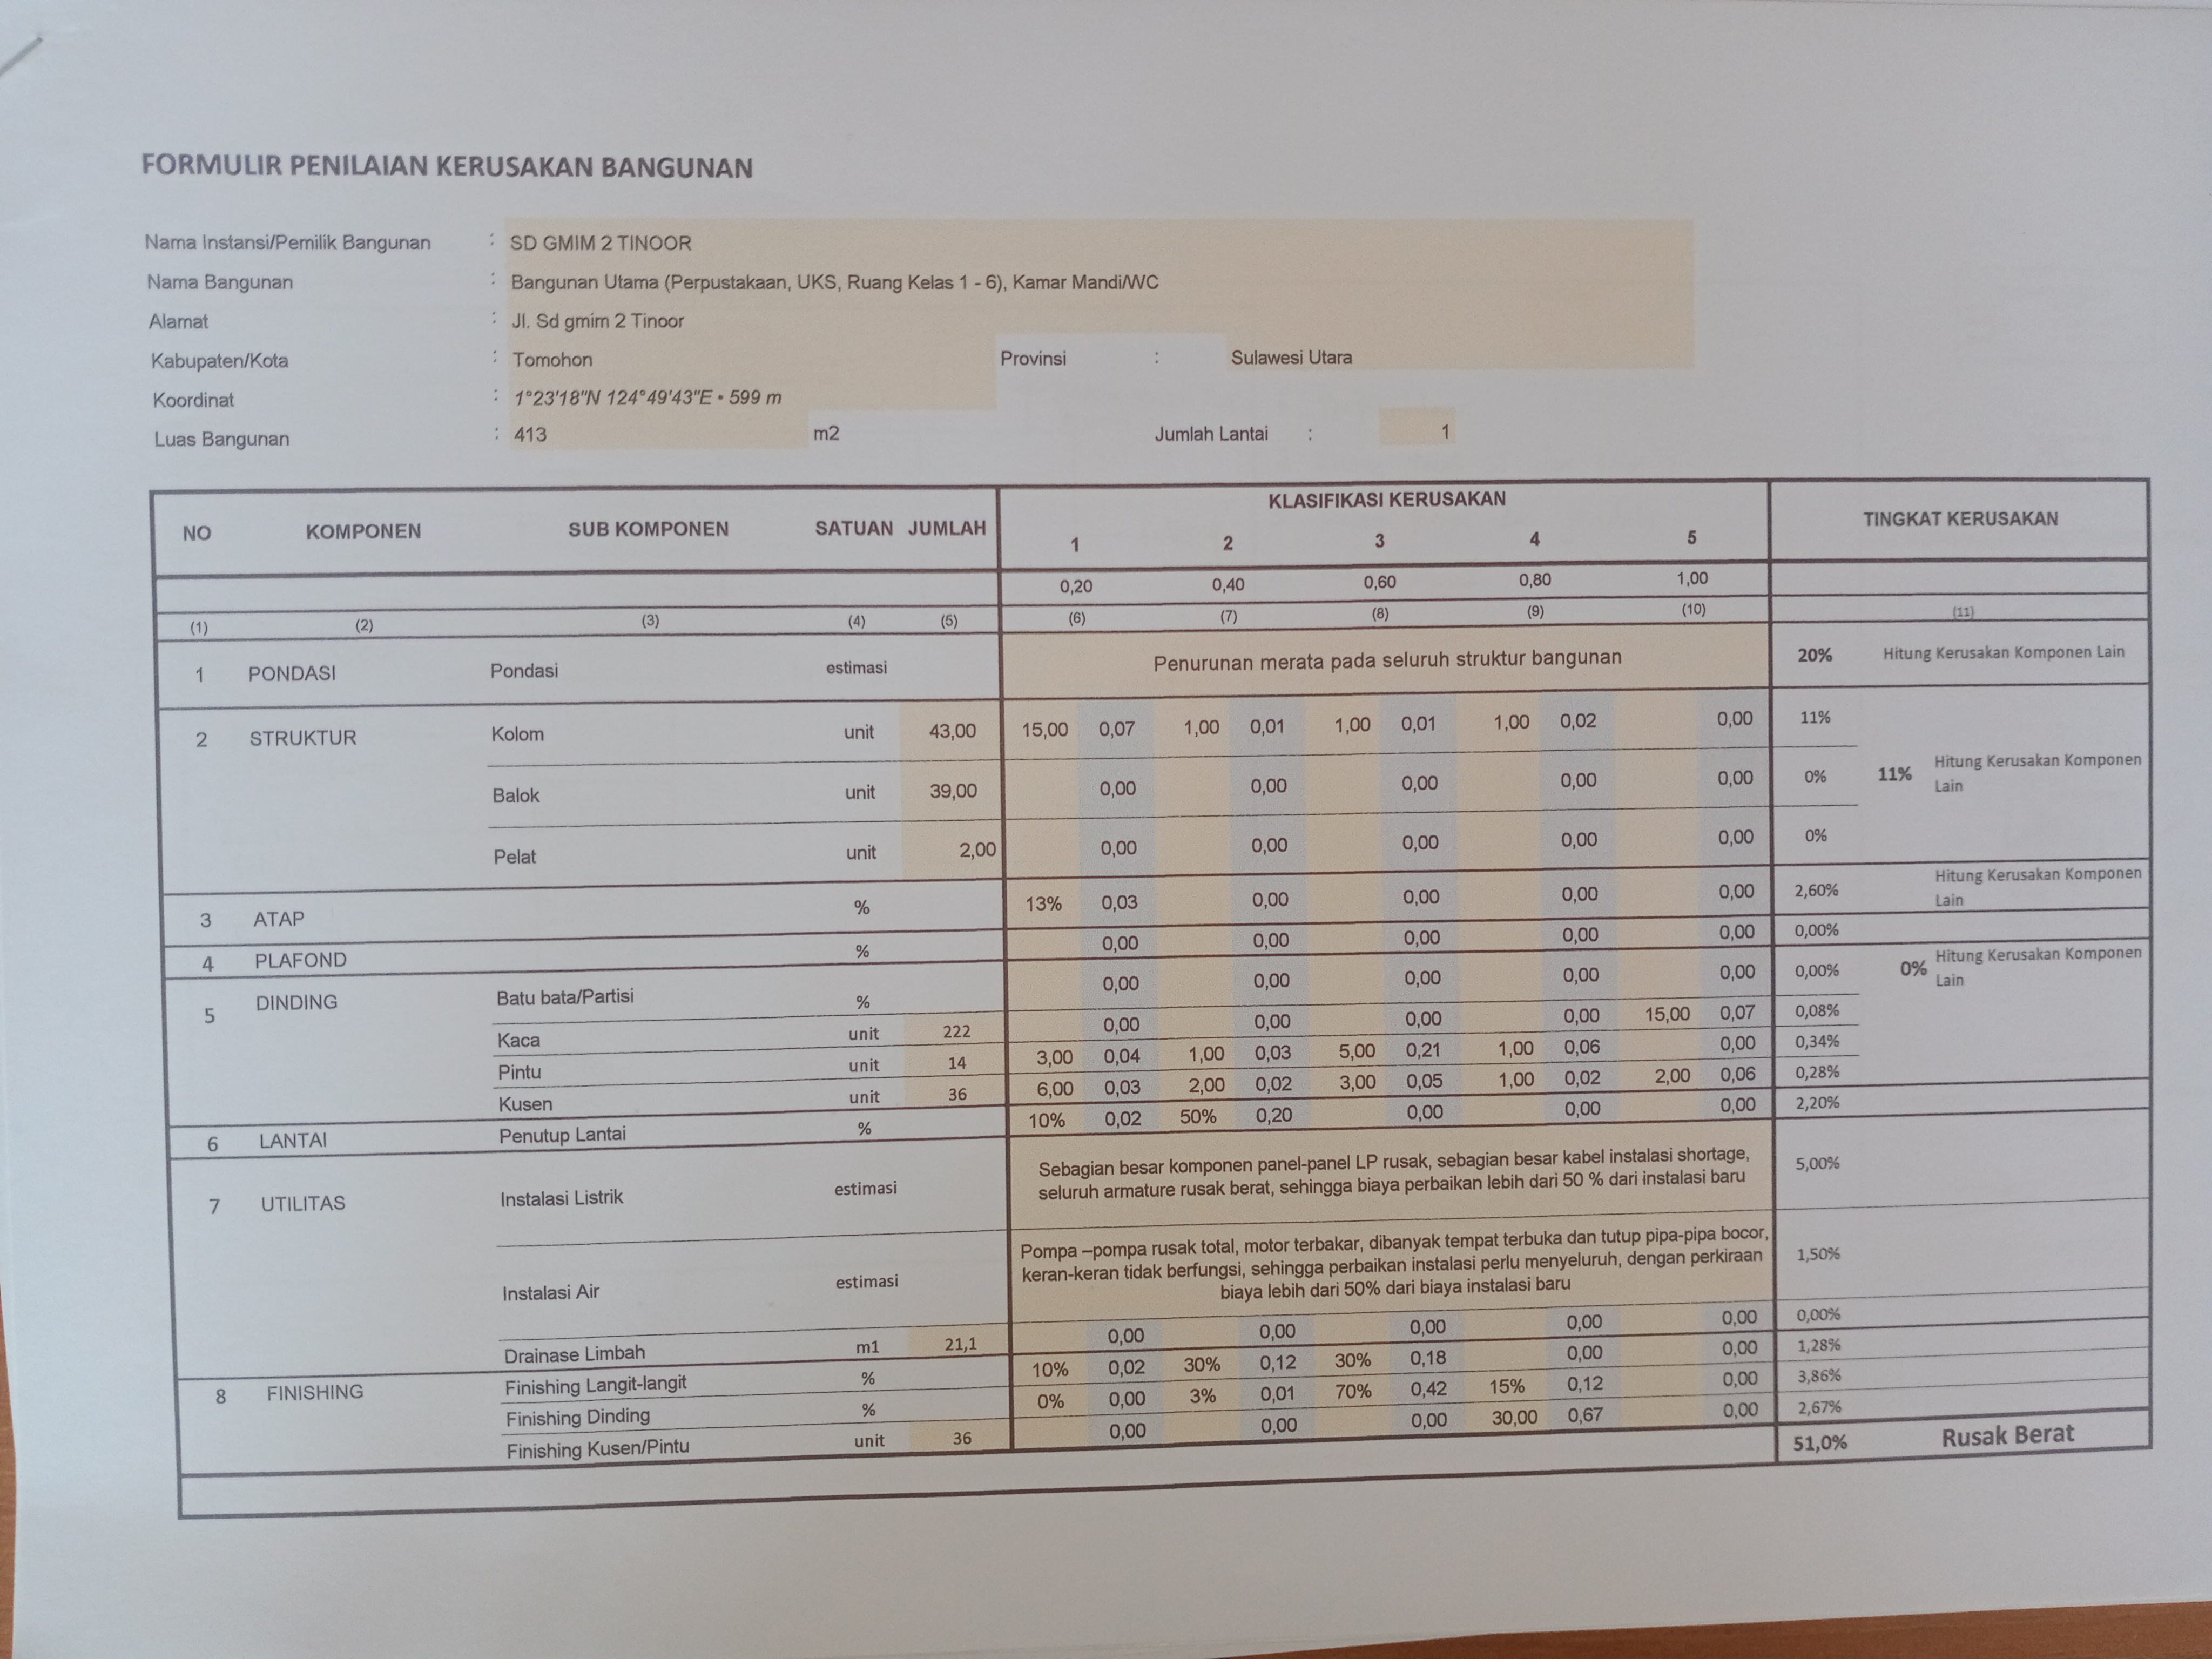 FORMULIR PENILAIAN KERUSAKAN BANGUNAN
Nama Instansi/Pemilik Bangunan : SD GMIM 2 TINOOR
Nama Bangunan : Bangunan Utama (Perpustakaan, UKS, Ruang Kelas 1 - 6), Kamar Mandi/WC
Alamat : Jl. Sd gmim 2 Tinoor
Kabupaten/Kota : Tomohon Provinsi : Sulawesi Utara
Koordinat : 1°23'18"N 124°49'43"E • 599 m
Luas Bangunan : 413 m2 Jumlah Lantai : 1
NO KOMPONEN SUB KOMPONEN SATUAN JUMLAH KLASIFIKASI KERUSAKAN TINGKAT KERUSAKAN
1 2 3 4 5
0,20 0,40 0,60 0,80 1,00
(1) (2) (3) (4) (5) (6) (7) (8) (9) (10) (11)
1 PONDASI Pondasi estimasi Penurunan merata pada seluruh struktur bangunan 20% Hitung Kerusakan Komponen Lain
2 STRUKTUR Kolom unit 43,00 15,00 0,07 1,00 0,01 1,00 0,01 1,00 0,02 0,00 11%
Balok unit 39,00 0,00 0,00 0,00 0,00 0,00 0% 11% Hitung Kerusakan Komponen
Lain
Pelat unit 2,00 0,00 0,00 0,00 0,00 0,00 0%
3 ATAP % 13% 0,03 0,00 0,00 0,00 0,00 2,60% Hitung Kerusakan Komponen
Lain
4 PLAFOND % 0,00 0,00 0,00 0,00 0,00 0,00%
5 DINDING Batu bata/Partisi % 0,00 0,00 0,00 0,00 0,00 0,00% 0% Hitung Kerusakan Komponen
Lain
Kaca unit 222 0,00 0,00 0,00 0,00 15,00 0,07 0,08%
Pintu unit 14 3,00 0,04 1,00 0,03 5,00 0,21 1,00 0,06 0,00 0,34%
Kusen unit 36 6,00 0,03 2,00 0,02 3,00 0,05 1,00 0,02 2,00 0,06 0,28%
6 LANTAI Penutup Lantai % 10% 0,02 50% 0,20 0,00 0,00 0,00 2,20%
7 UTILITAS Instalasi Listrik estimasi Sebagian besar komponen panel-panel LP rusak, sebagian besar kabel instalasi shortage,
seluruh armature rusak berat, sehingga biaya perbaikan lebih dari 50 % dari instalasi baru 5,00%
Instalasi Air estimasi Pompa –pompa rusak total, motor terbakar, dibanyak tempat terbuka dan tutup pipa-pipa bocor,
keran-keran tidak berfungsi, sehingga perbaikan instalasi perlu menyeluruh, dengan perkiraan
biaya lebih dari 50% dari biaya instalasi baru 1,50%
Drainase Limbah m1 21,1 0,00 0,00 0,00 0,00 0,00 0,00%
8 FINISHING Finishing Langit-langit % 10% 0,02 30% 0,12 30% 0,18 0,00 0,00 1,28%
Finishing Dinding % 0% 0,00 3% 0,01 70% 0,42 15% 0,12 0,00 3,86%
Finishing Kusen/Pintu unit 36 0,00 0,00 0,00 30,00 0,67 0,00 2,67%
51,0% Rusak Berat